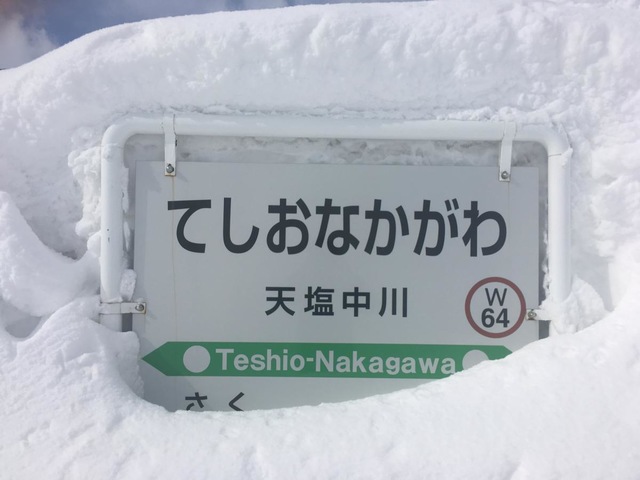 てしおなかがわ
天塩中川
W
64
Teshio-Nakagawa
さく